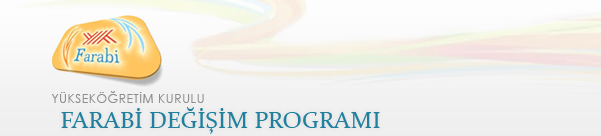 Farabi
YÜKSEKÖĞRETİM KURULU
FARABİ DEĞİŞİM PROGRAMI